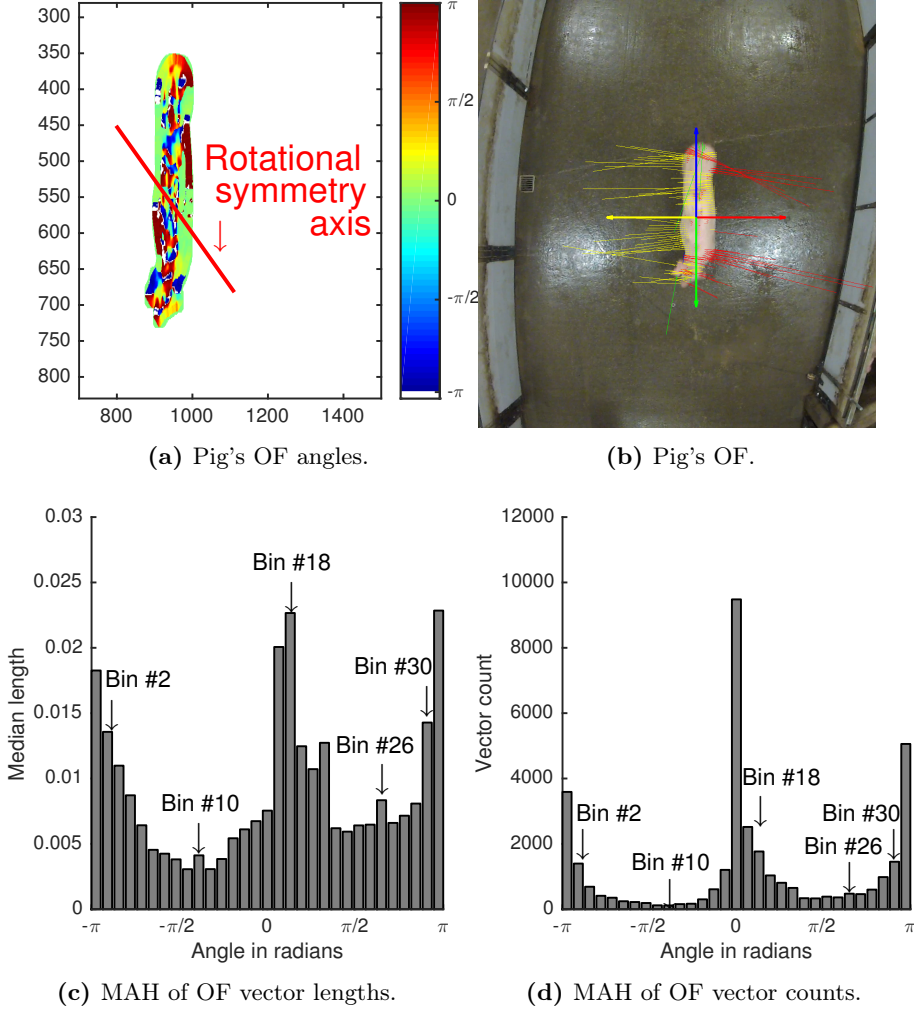 300
350
400
450
500
550
600
650
700
750
800
800 1000 1200 1400
Rotational
symmetry
axis
↓
π
π/2
0
-π/2
-π
(a) Pig's OF angles.
(b) Pig's OF.
0.03
0.025
0.02
0.015
0.01
0.005
0
Median length
Bin #2
Bin #10
Bin #18
Bin #26
Bin #30
-π -π/2 0 π/2 π
Angle in radians
(c) MAH of OF vector lengths.
12000
10000
8000
6000
4000
2000
0
Vector count
Bin #2
Bin #10
Bin #18
Bin #26
Bin #30
-π -π/2 0 π/2 π
Angle in radians
(d) MAH of OF vector counts.